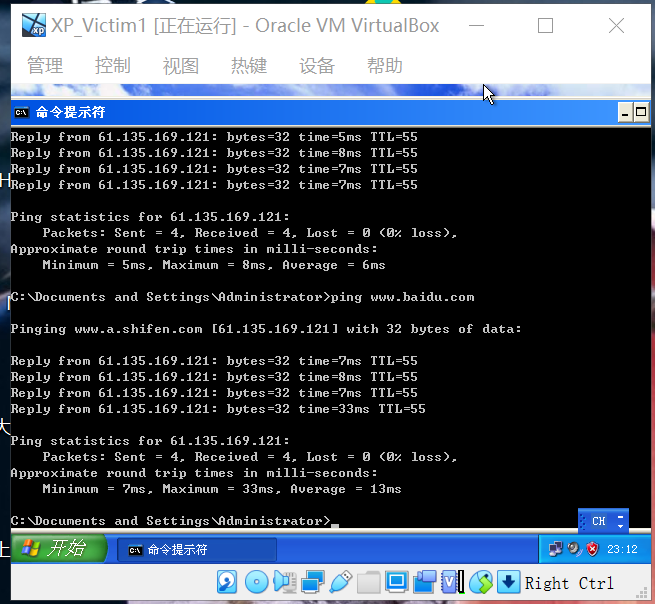 XP_Victim1 [正在运行] - Oracle VM VirtualBox
管理 控制 视图 热键 设备 帮助
命令提示符
Reply from 61.135.169.121: bytes=32 time=5ms TTL=55
Reply from 61.135.169.121: bytes=32 time=8ms TTL=55
Reply from 61.135.169.121: bytes=32 time=7ms TTL=55
Reply from 61.135.169.121: bytes=32 time=7ms TTL=55
Ping statistics for 61.135.169.121:
Packets: Sent = 4, Received = 4, Lost = 0 (0% loss),
Approximate round trip times in milli-seconds:
Minimum = 5ms, Maximum = 8ms, Average = 6ms
C:\Documents and Settings\Administrator>ping www.baidu.com
Pinging www.a.shifen.com [61.135.169.121] with 32 bytes of data:
Reply from 61.135.169.121: bytes=32 time=7ms TTL=55
Reply from 61.135.169.121: bytes=32 time=8ms TTL=55
Reply from 61.135.169.121: bytes=32 time=7ms TTL=55
Reply from 61.135.169.121: bytes=32 time=33ms TTL=55
Ping statistics for 61.135.169.121:
Packets: Sent = 4, Received = 4, Lost = 0 (0% loss),
Approximate round trip times in milli-seconds:
Minimum = 7ms, Maximum = 33ms, Average = 13ms
C:\Documents and Settings\Administrator>_
CH
开始 命令提示符 23:12
Right Ctrl